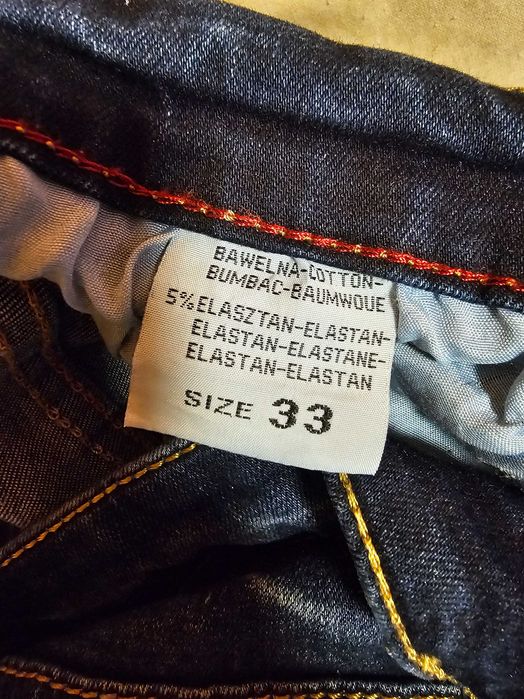 BAWELNA-COTTON-
BUMBAC-BAUMWOUE
5%ELASZTAN-ELASTAN-
ELASTAN-ELASTANE-
ELASTAN-ELASTAN
SIZE 33